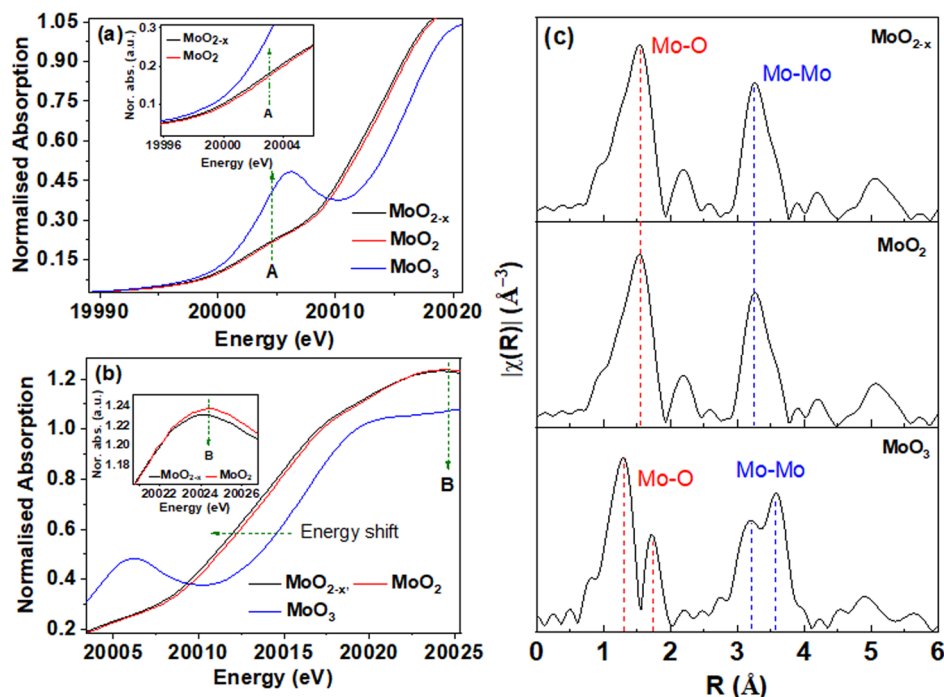 (a)
1.05
0.90
0.75
0.60
0.45
0.30
0.15
Normalised Absorption
0.3
0.2
0.1
Nor. abs. (a.u.)
MoO2-x
MoO2
A
19996 20000 20004
Energy (eV)
A
MoO2-x
MoO2
MoO3
19990 20000 20010 20020
Energy (eV)
(b)
1.2
1.0
0.8
0.6
0.4
0.2
Normalised Absorption
1.24
1.22
1.20
1.18
Nor. abs. (a.u.)
B
MoO2-x MoO2
20022 20024 20026
Energy (eV)
B
Energy shift
MoO2-x, MoO2
MoO3
20005 20010 20015 20020 20025
Energy (eV)
(c)
MoO2-x
Mo-O
Mo-Mo
MoO2
|χ(R)| (Å⁻³)
MoO3
Mo-O
Mo-Mo
0 1 2 3 4 5 6
R (Å)